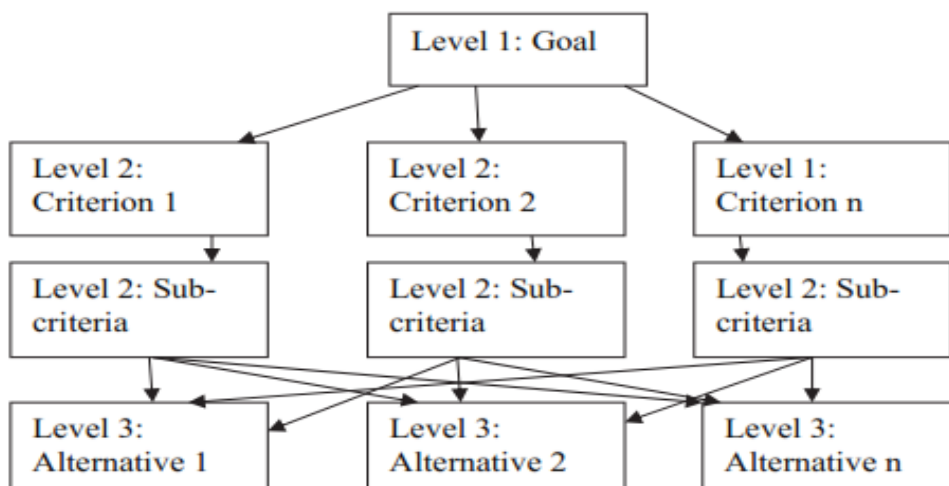 Level 1: Goal
Level 2:
Criterion 1
Level 2:
Criterion 2
Level 1:
Criterion n
Level 2: Sub-
criteria
Level 2: Sub-
criteria
Level 2: Sub-
criteria
Level 3:
Alternative 1
Level 3:
Alternative 2
Level 3:
Alternative n